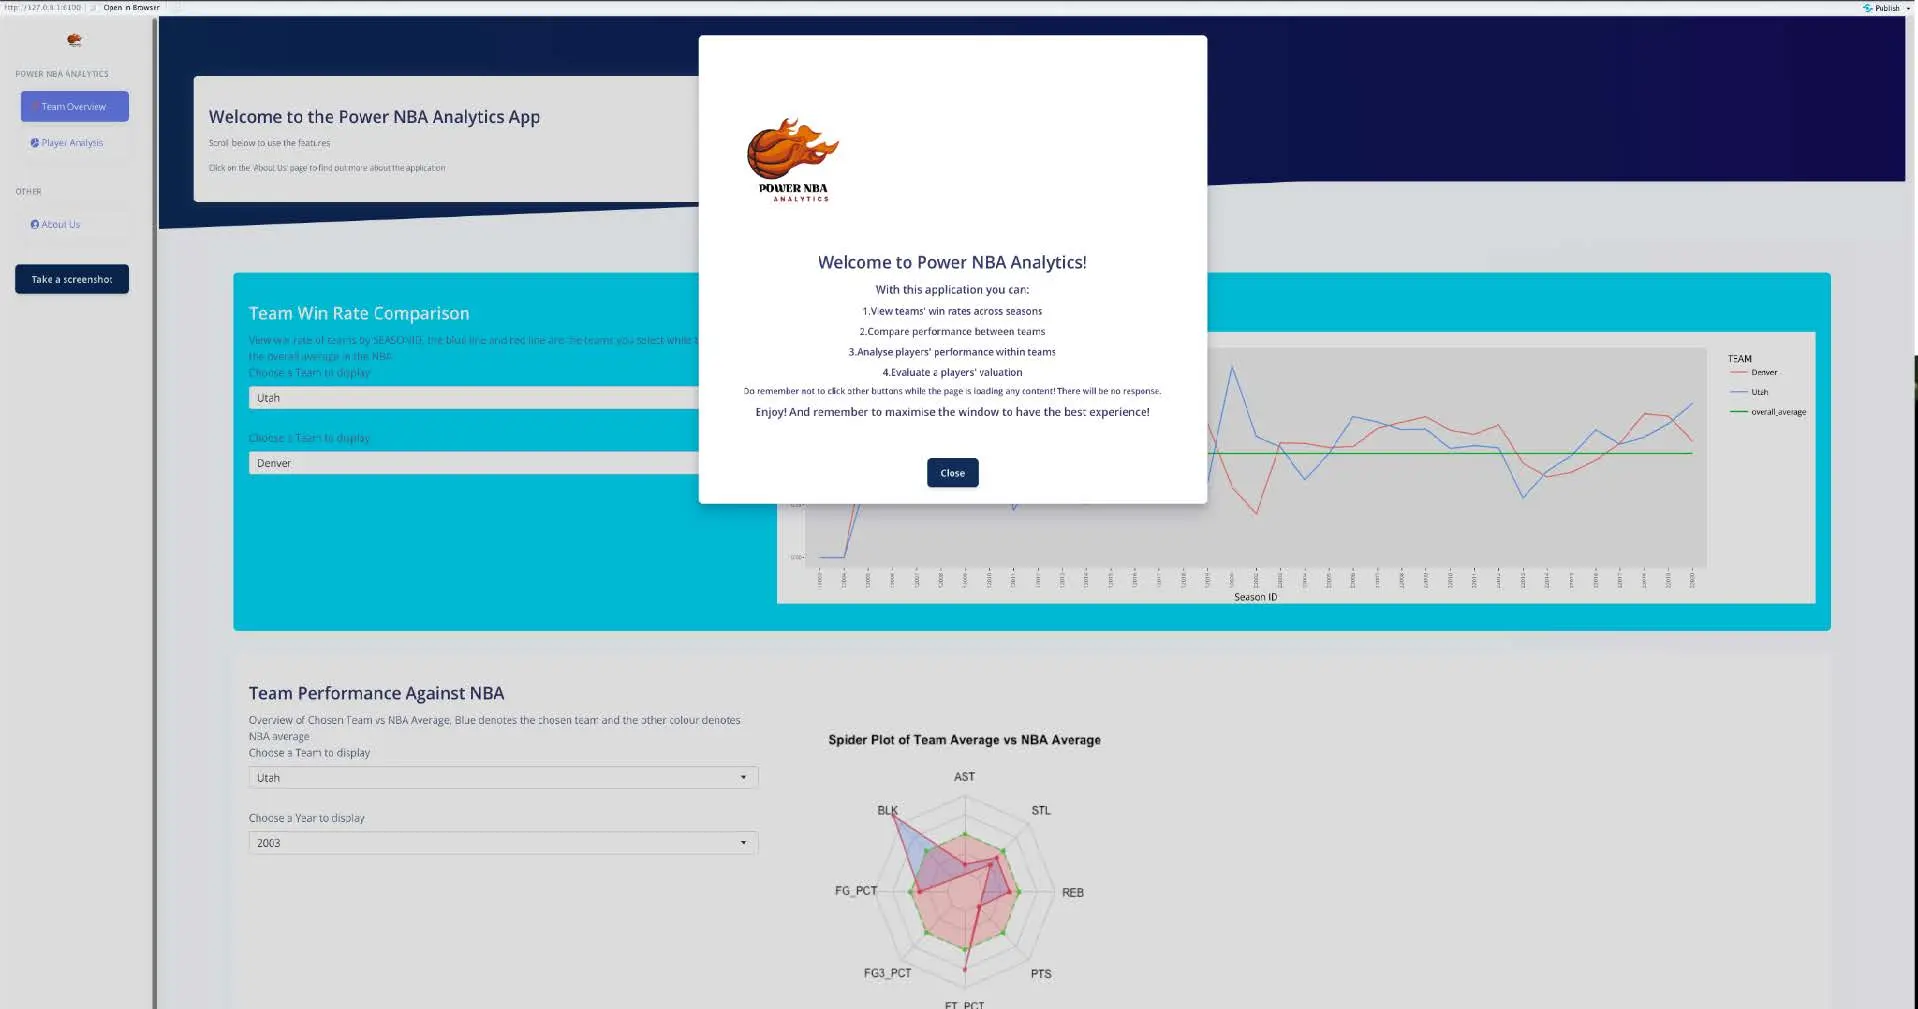 http://127.0.0.1:6100 Open in Browser Publish
POWER NBA ANALYTICS
Team Overview
Player Analysis
OTHER
About Us
Take a screenshot
Welcome to the Power NBA Analytics App
Scroll below to use the features
Click on the 'About Us' page to find out more about the application
POWER NBA
ANALYTICS
Welcome to Power NBA Analytics!
With this application you can:
1.View teams' win rates across seasons
2.Compare performance between teams
3.Analyse players' performance within teams
4.Evaluate a players' valuation
Do remember not to click other buttons while the page is loading any content! There will be no response.
Enjoy! And remember to maximise the window to have the best experience!
Close
Team Win Rate Comparison
View win rate of teams by SEASONID, the blue line and red line are the teams you select while
the overall average in the NBA
Choose a Team to display
Utah
Choose a Team to display
Denver
TEAM
Denver
Utah
overall_average
0.00
Season ID
Team Performance Against NBA
Overview of Chosen Team vs NBA Average. Blue denotes the chosen team and the other colour denotes
NBA average
Choose a Team to display
Utah
Choose a Year to display
2003
Spider Plot of Team Average vs NBA Average
AST
BLK
STL
FG_PCT
REB
FG3_PCT
PTS
FT_PCT